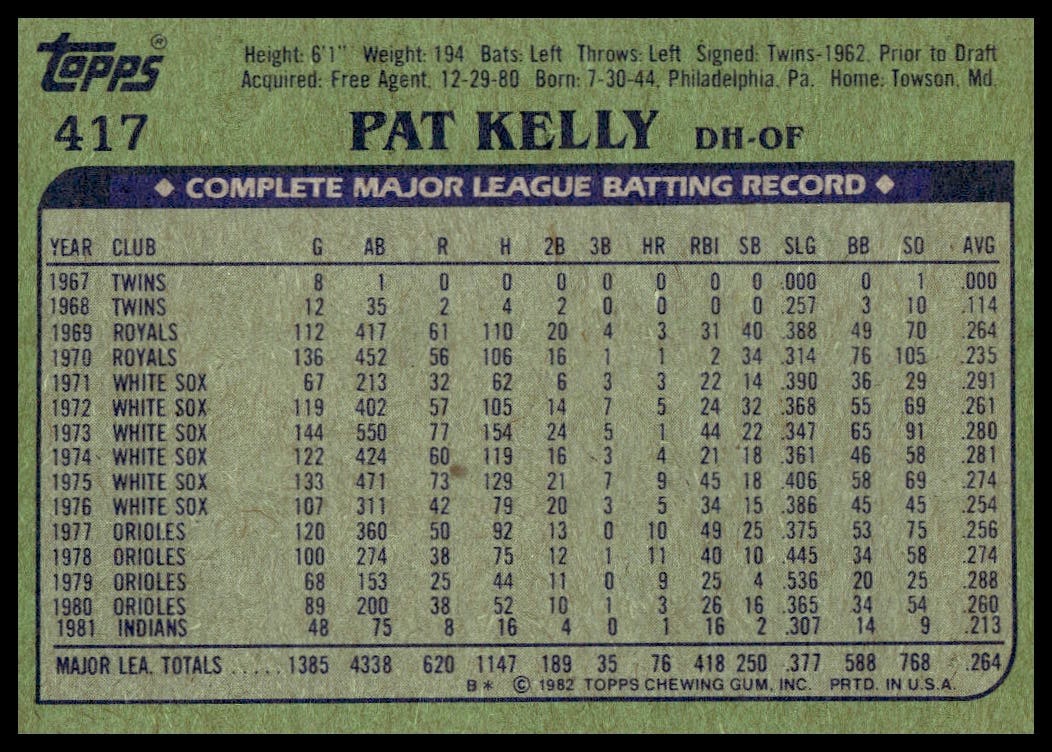 Topps® Height: 6'1" Weight: 194 Bats: Left Throws: Left Signed: Twins-1962, Prior to Draft
Acquired: Free Agent, 12-29-80 Born: 7-30-44, Philadelphia, Pa. Home: Towson, Md.
417 PAT KELLY DH-OF
◆ COMPLETE MAJOR LEAGUE BATTING RECORD ◆
YEAR CLUB G AB R H 2B 3B HR RBI SB SLG BB SO AVG
1967 TWINS 8 1 0 0 0 0 0 0 0 .000 0 1 .000
1968 TWINS 12 35 2 4 2 0 0 0 0 .257 3 10 .114
1969 ROYALS 112 417 61 110 20 4 3 31 40 .388 49 70 .264
1970 ROYALS 136 452 56 106 16 1 1 2 34 .314 76 105 .235
1971 WHITE SOX 67 213 32 62 6 3 3 22 14 .390 36 29 .291
1972 WHITE SOX 119 402 57 105 14 7 5 24 32 .368 55 69 .261
1973 WHITE SOX 144 550 77 154 24 5 1 44 22 .347 65 91 .280
1974 WHITE SOX 122 424 60 119 16 3 4 21 18 .361 46 58 .281
1975 WHITE SOX 133 471 73 129 21 7 9 45 18 .406 58 69 .274
1976 WHITE SOX 107 311 42 79 20 3 5 34 15 .386 45 45 .254
1977 ORIOLES 120 360 50 92 13 0 10 49 25 .375 53 75 .256
1978 ORIOLES 100 274 38 75 12 1 11 40 10 .445 34 58 .274
1979 ORIOLES 68 153 25 44 11 0 9 25 4 .536 20 25 .288
1980 ORIOLES 89 200 38 52 10 1 3 26 16 .365 34 54 .260
1981 INDIANS 48 75 8 16 4 0 1 16 2 .307 14 9 .213
MAJOR LEA. TOTALS ..... 1385 4338 620 1147 189 35 76 418 250 .377 588 768 .264
B* © 1982 TOPPS CHEWING GUM, INC. PRTD. IN U.S.A.